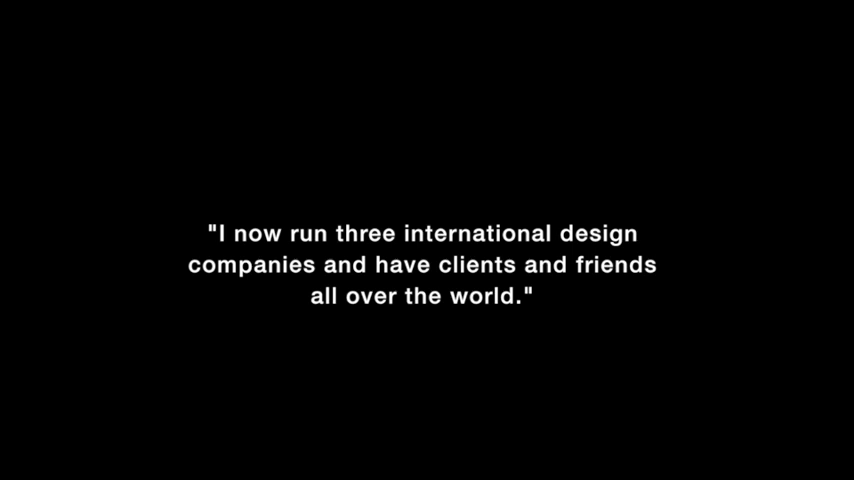 "I now run three international design
companies and have clients and friends
all over the world."